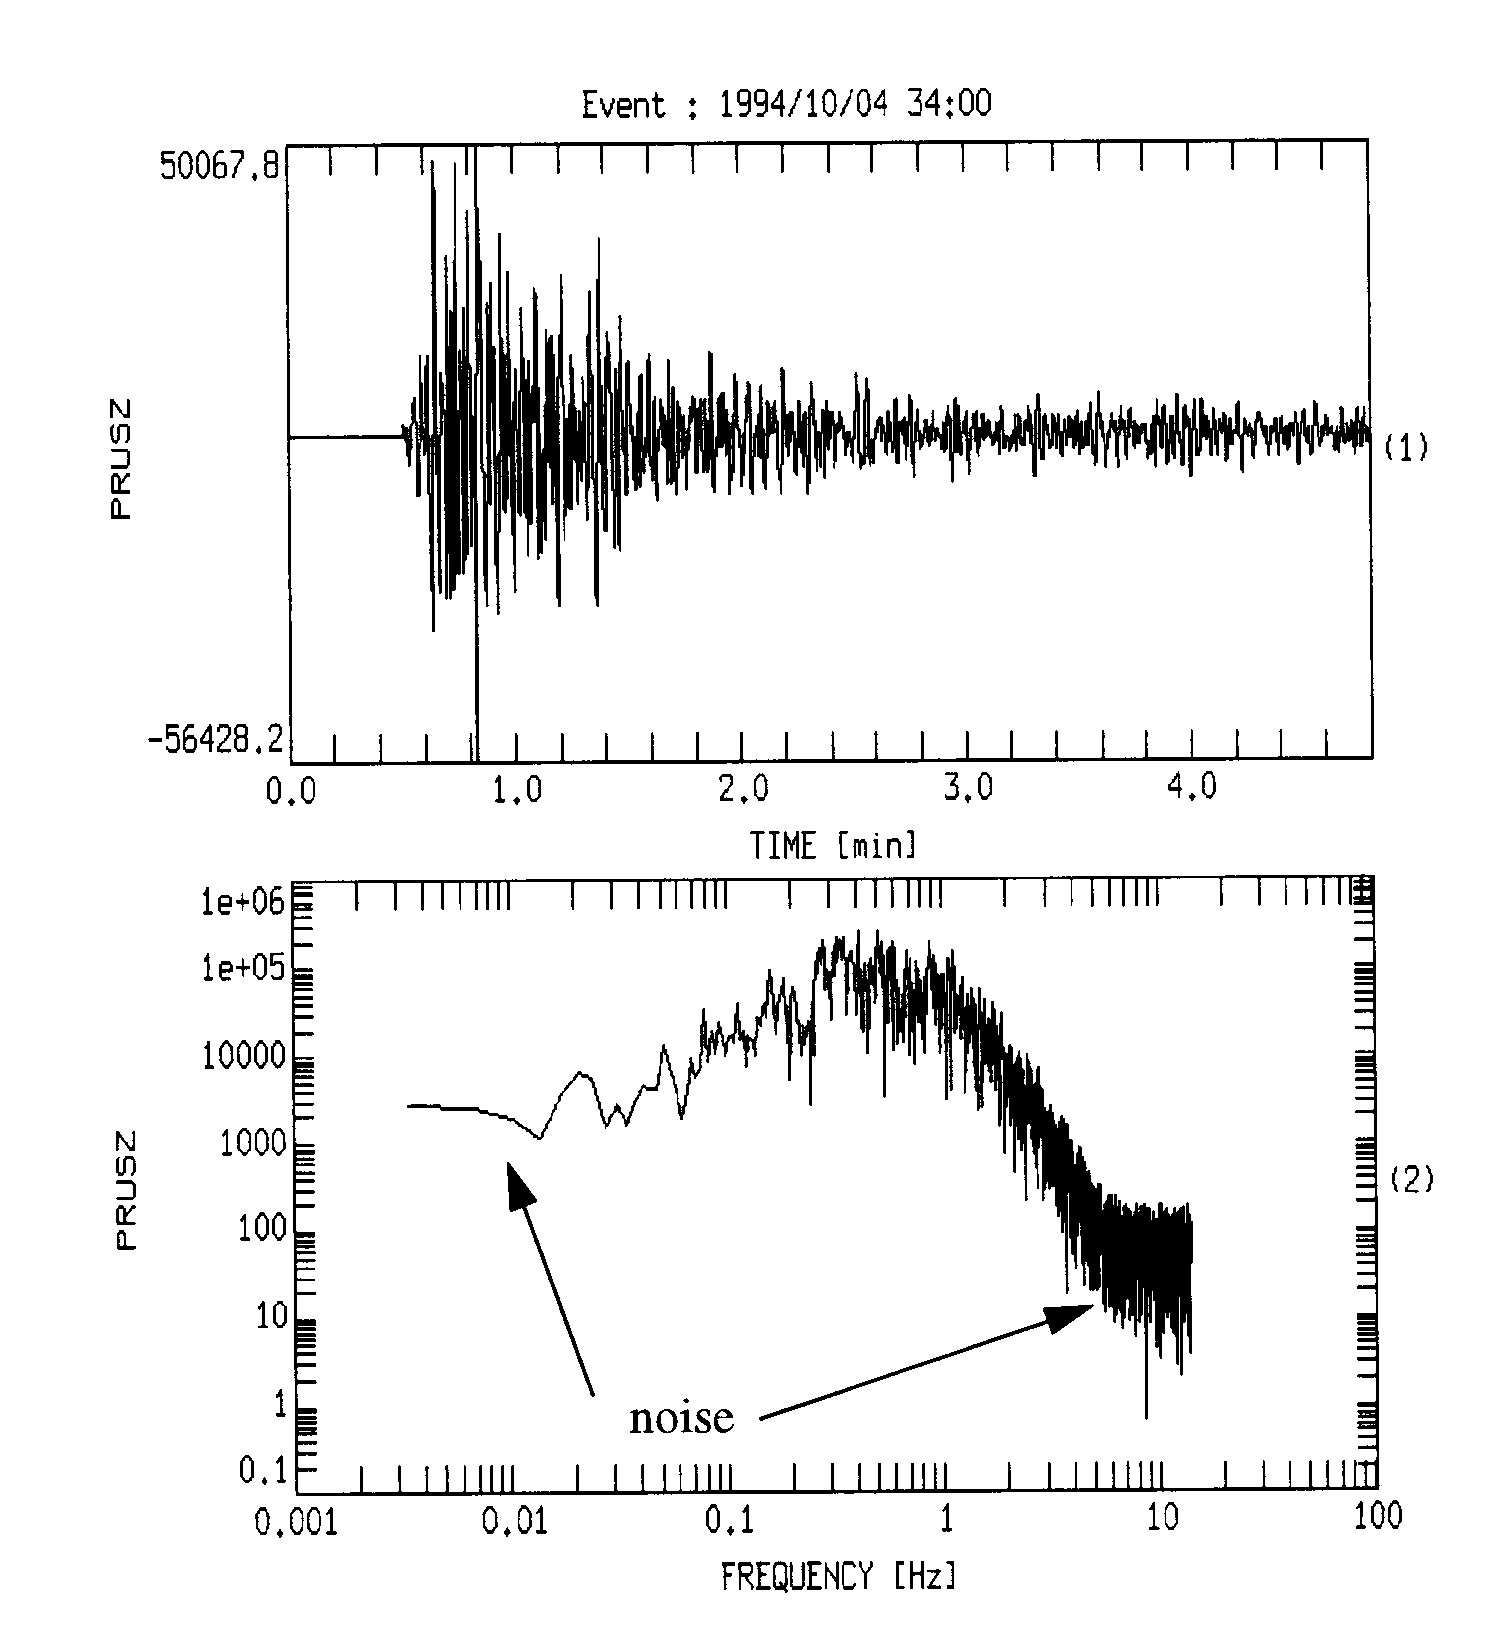 Event : 1994/10/04 34:00
50067.8
PRUSZ
(1)
-56428.2
0.0 1.0 2.0 3.0 4.0
TIME [min]
1e+06
1e+05
10000
1000
PRUSZ
(2)
100
10
1
noise
0.1
0.001 0.01 0.1 1 10 100
FREQUENCY [Hz]